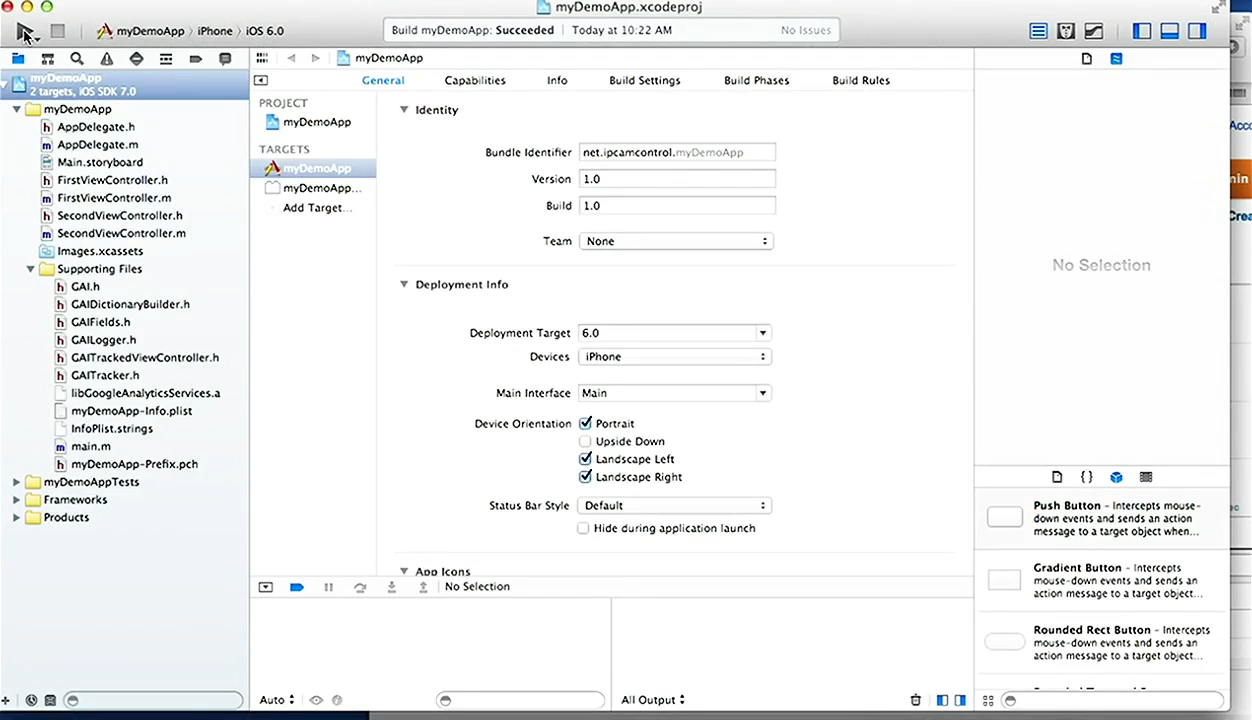 myDemoApp.xcodeproj
myDemoApp
iPhone
iOS 6.0
Build myDemoApp: Succeeded
Today at 10:22 AM
No Issues
myDemoApp
2 targets, iOS SDK 7.0
myDemoApp
AppDelegate.h
AppDelegate.m
Main.storyboard
FirstViewController.h
FirstViewController.m
SecondViewController.h
SecondViewController.m
Images.xcassets
Supporting Files
GAI.h
GAIDictionaryBuilder.h
GAIFields.h
GAILogger.h
GAITrackedViewController.h
GAITracker.h
libGoogleAnalyticsServices.a
myDemoApp-Info.plist
InfoPlist.strings
main.m
myDemoApp-Prefix.pch
myDemoAppTests
Frameworks
Products
myDemoApp
General
Capabilities
Info
Build Settings
Build Phases
Build Rules
PROJECT
myDemoApp
TARGETS
myDemoApp
myDemoApp...
Add Target...
Identity
Bundle Identifier net.ipcamcontrol.myDemoApp
Version 1.0
Build 1.0
Team None
Deployment Info
Deployment Target 6.0
Devices iPhone
Main Interface Main
Device Orientation Portrait
Upside Down
Landscape Left
Landscape Right
Status Bar Style Default
Hide during application launch
App Icons
No Selection
Auto
All Output
No Selection
Push Button - Intercepts mouse-
down events and sends an action
message to a target object when...
Gradient Button - Intercepts
mouse-down events and sends an
action message to a target object...
Rounded Rect Button - Intercepts
mouse-down events and sends an
action message to a target object...